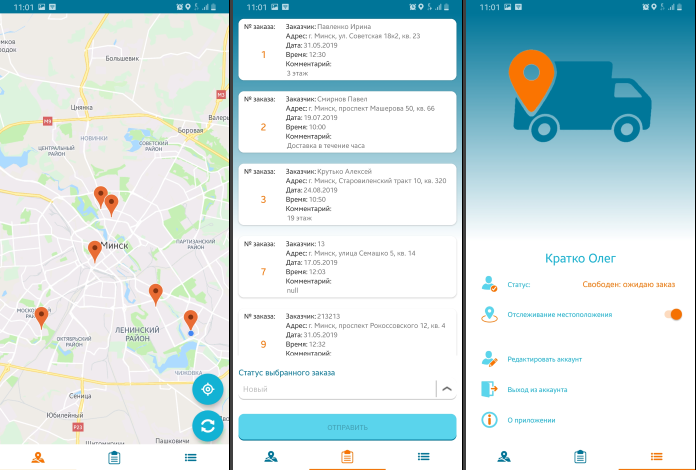 11:01
Большевик
Цнянка
M3
НОВИНКИ
ЦЕНТРАЛЬНЫЙ
РАЙОН
СОВЕТСКИЙ
РАЙОН
Боровая
Минск
ПАРТИЗАНСКИЙ
РАЙОН
ОКТЯБРЬСКИЙ
РАЙОН
ЛЕНИНСКИЙ
РАЙОН
M9
ЧИЖОВКА
Сеница
Юбилейный
P23
Пашковичи
11:01
№ заказа: Заказчик: Павленко Ирина
Адрес: г. Минск, ул. Советская 18к2, кв. 23
1 Дата: 31.05.2019
Время: 12:30
Комментарий:
3 этаж
№ заказа: Заказчик: Смирнов Павел
Адрес: г. Минск, проспект Машерова 50, кв. 66
2 Дата: 19.07.2019
Время: 10:00
Комментарий:
Доставка в течение часа
№ заказа: Заказчик: Крутько Алексей
Адрес: г. Минск, Старовиленский тракт 10, кв. 320
3 Дата: 24.08.2019
Время: 10:50
Комментарий:
19 этаж
№ заказа: Заказчик: 13
Адрес: г. Минск, улица Семашко 5, кв. 14
7 Дата: 17.05.2019
Время: 12:03
Комментарий:
null
№ заказа: Заказчик: 213213
Адрес: г. Минск, проспект Рокоссовского 12, кв. 4
9 Дата: 31.05.2019
Время: 12:32
Комментарий:
Статус выбранного заказа
Новый
ОТПРАВИТЬ
11:01
Кратко Олег
Статус: Свободен: ожидаю заказ
Отслеживание местоположения
Редактировать аккаунт
Выход из аккаунта
О приложении